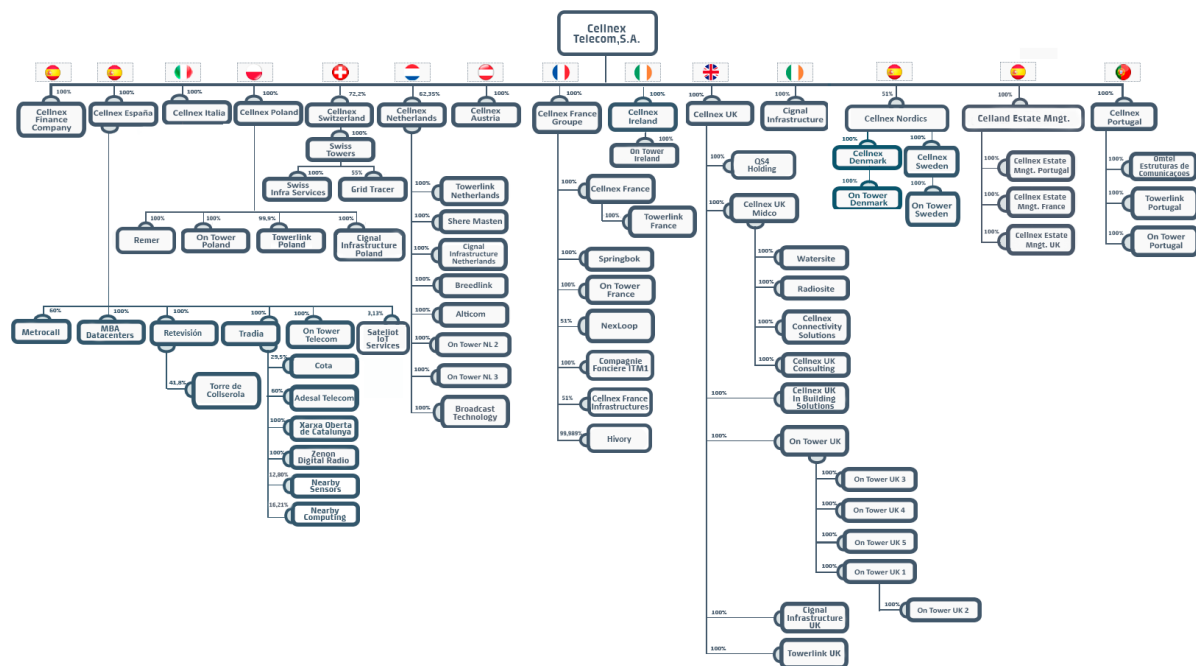 Cellnex
Telecom,S.A.
100%
100%
100%
100%
72,2%
62,35%
100%
100%
100%
100%
100%
51%
100%
100%
Cellnex
Finance
Company
Cellnex España
Cellnex Italia
Cellnex Poland
Cellnex
Switzerland
Cellnex
Netherlands
Cellnex
Austria
Cellnex France
Groupe
Cellnex
Ireland
Cellnex UK
Cignal
Infrastructure
Cellnex Nordics
Celland Estate Mngt.
Cellnex
Portugal
100%
Swiss
Towers
100%
Swiss
Infra Services
55%
Grid Tracer
100%
Remer
100%
On Tower
Poland
99,9%
Towerlink
Poland
100%
Cignal
Infrastructure
Poland
60%
Metrocall
100%
MBA
Datacenters
100%
Retevisión
100%
Tradia
100%
On Tower
Telecom
3,13%
Sateliot
IoT
Services
41,8%
Torre de
Collserola
29,5%
Cota
60%
Adesal Telecom
100%
Xarxa Oberta
de Catalunya
100%
Zenon
Digital Radio
12,80%
Nearby
Sensors
16,21%
Nearby
Computing
100%
Towerlink
Netherlands
100%
Shere Masten
100%
Cignal
Infrastructure
Netherlands
100%
Breedlink
100%
Alticom
100%
On Tower NL 2
100%
On Tower NL 3
100%
Broadcast
Technology
100%
Cellnex France
100%
Towerlink
France
100%
Springbok
100%
On Tower
France
51%
NexLoop
100%
Compagnie
Fonciere ITM1
51%
Cellnex France
Infrastructures
99,989%
Hivory
100%
On Tower
Ireland
100%
QS4
Holding
100%
Cellnex UK
Midco
100%
Watersite
100%
Radiosite
100%
Cellnex
Connectivity
Solutions
100%
Cellnex UK
Consulting
100%
Cellnex UK
In Building
Solutions
100%
On Tower UK
100%
On Tower UK 3
100%
On Tower UK 4
100%
On Tower UK 5
100%
On Tower UK 1
100%
On Tower UK 2
100%
Cignal
Infrastructure
UK
100%
Towerlink UK
100%
Cellnex
Denmark
100%
On Tower
Denmark
100%
Cellnex
Sweden
100%
On Tower
Sweden
100%
Cellnex Estate
Mngt. Portugal
100%
Cellnex Estate
Mngt. France
100%
Cellnex Estate
Mngt. UK
100%
Omtel
Estruturas de
Comunicaçoes
100%
Towerlink
Portugal
100%
On Tower
Portugal